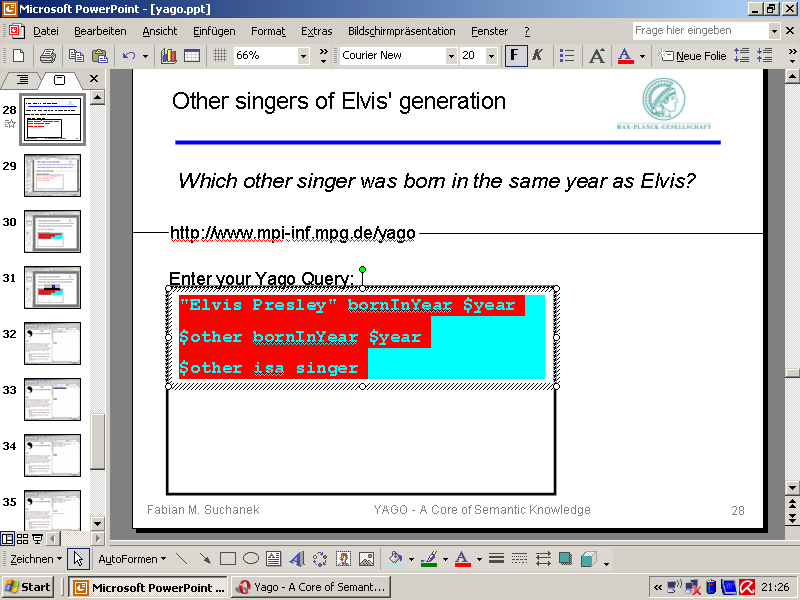 Microsoft PowerPoint - [yago.ppt]
Datei Bearbeiten Ansicht Einfügen Format Extras Bildschirmpräsentation Fenster ? Frage hier eingeben
66% Courier New 20 F K Neue Folie
28
29
30
31
32
33
34
35
Other singers of Elvis' generation
MAX-PLANCK-GESELLSCHAFT
Which other singer was born in the same year as Elvis?
http://www.mpi-inf.mpg.de/yago
Enter your Yago Query:
"Elvis Presley" bornInYear $year
$other bornInYear $year
$other isa singer
Fabian M. Suchanek YAGO - A Core of Semantic Knowledge 28
Zeichnen AutoFormen
Start Microsoft PowerPoint ... Yago - A Core of Semant... 21:26